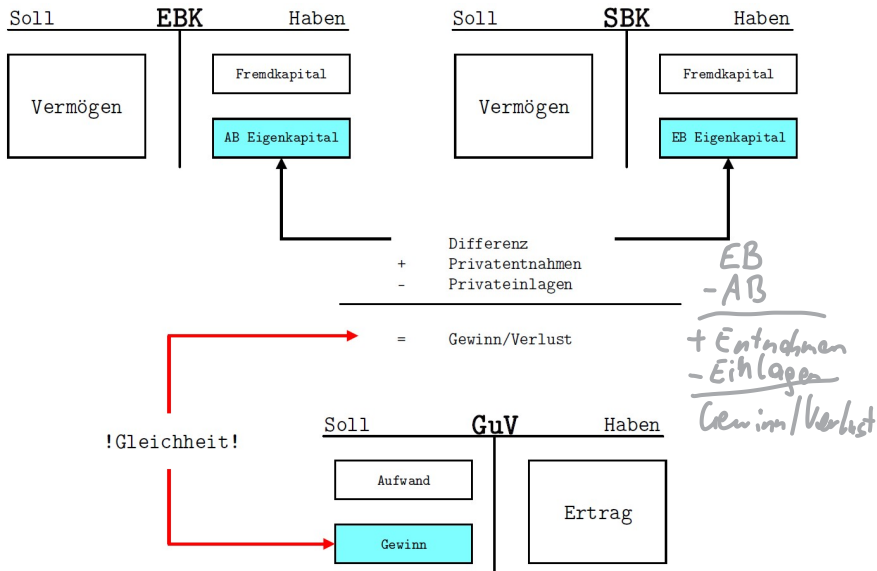 Soll EBK Haben
Soll SBK Haben
Fremdkapital
Vermögen
AB Eigenkapital
Fremdkapital
Vermögen
EB Eigenkapital
Differenz
+ Privatentnahmen
- Privateinlagen
= Gewinn/Verlust
EB
- AB
+ Entnahmen
- Einlagen
Gewinn/Verlust
!Gleichheit!
Soll GuV Haben
Aufwand
Ertrag
Gewinn